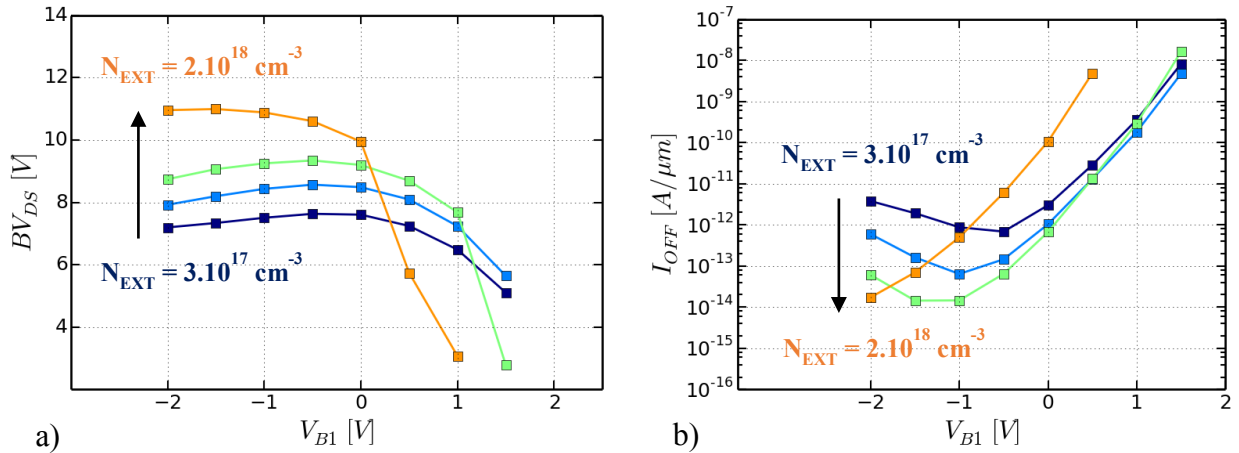 14
12
10
8
6
4
BV_DS [V]
N_EXT = 2.10^18 cm^-3
N_EXT = 3.10^17 cm^-3
−2 −1 0 1 2
V_B1 [V]
a)
10^-7
10^-8
10^-9
10^-10
10^-11
10^-12
10^-13
10^-14
10^-15
10^-16
I_OFF [A/μm]
N_EXT = 3.10^17 cm^-3
N_EXT = 2.10^18 cm^-3
−2 −1 0 1 2
V_B1 [V]
b)